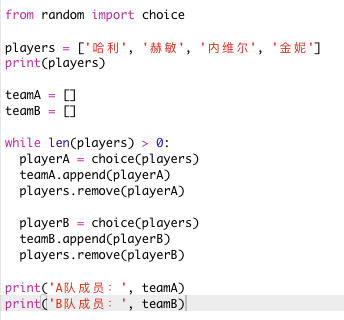 from random import choice
players = ['哈利', '赫敏', '内维尔', '金妮']
print(players)
teamA = []
teamB = []
while len(players) > 0:
  playerA = choice(players)
  teamA.append(playerA)
  players.remove(playerA)
  playerB = choice(players)
  teamB.append(playerB)
  players.remove(playerB)
print('A队成员：', teamA)
print('B队成员：', teamB)